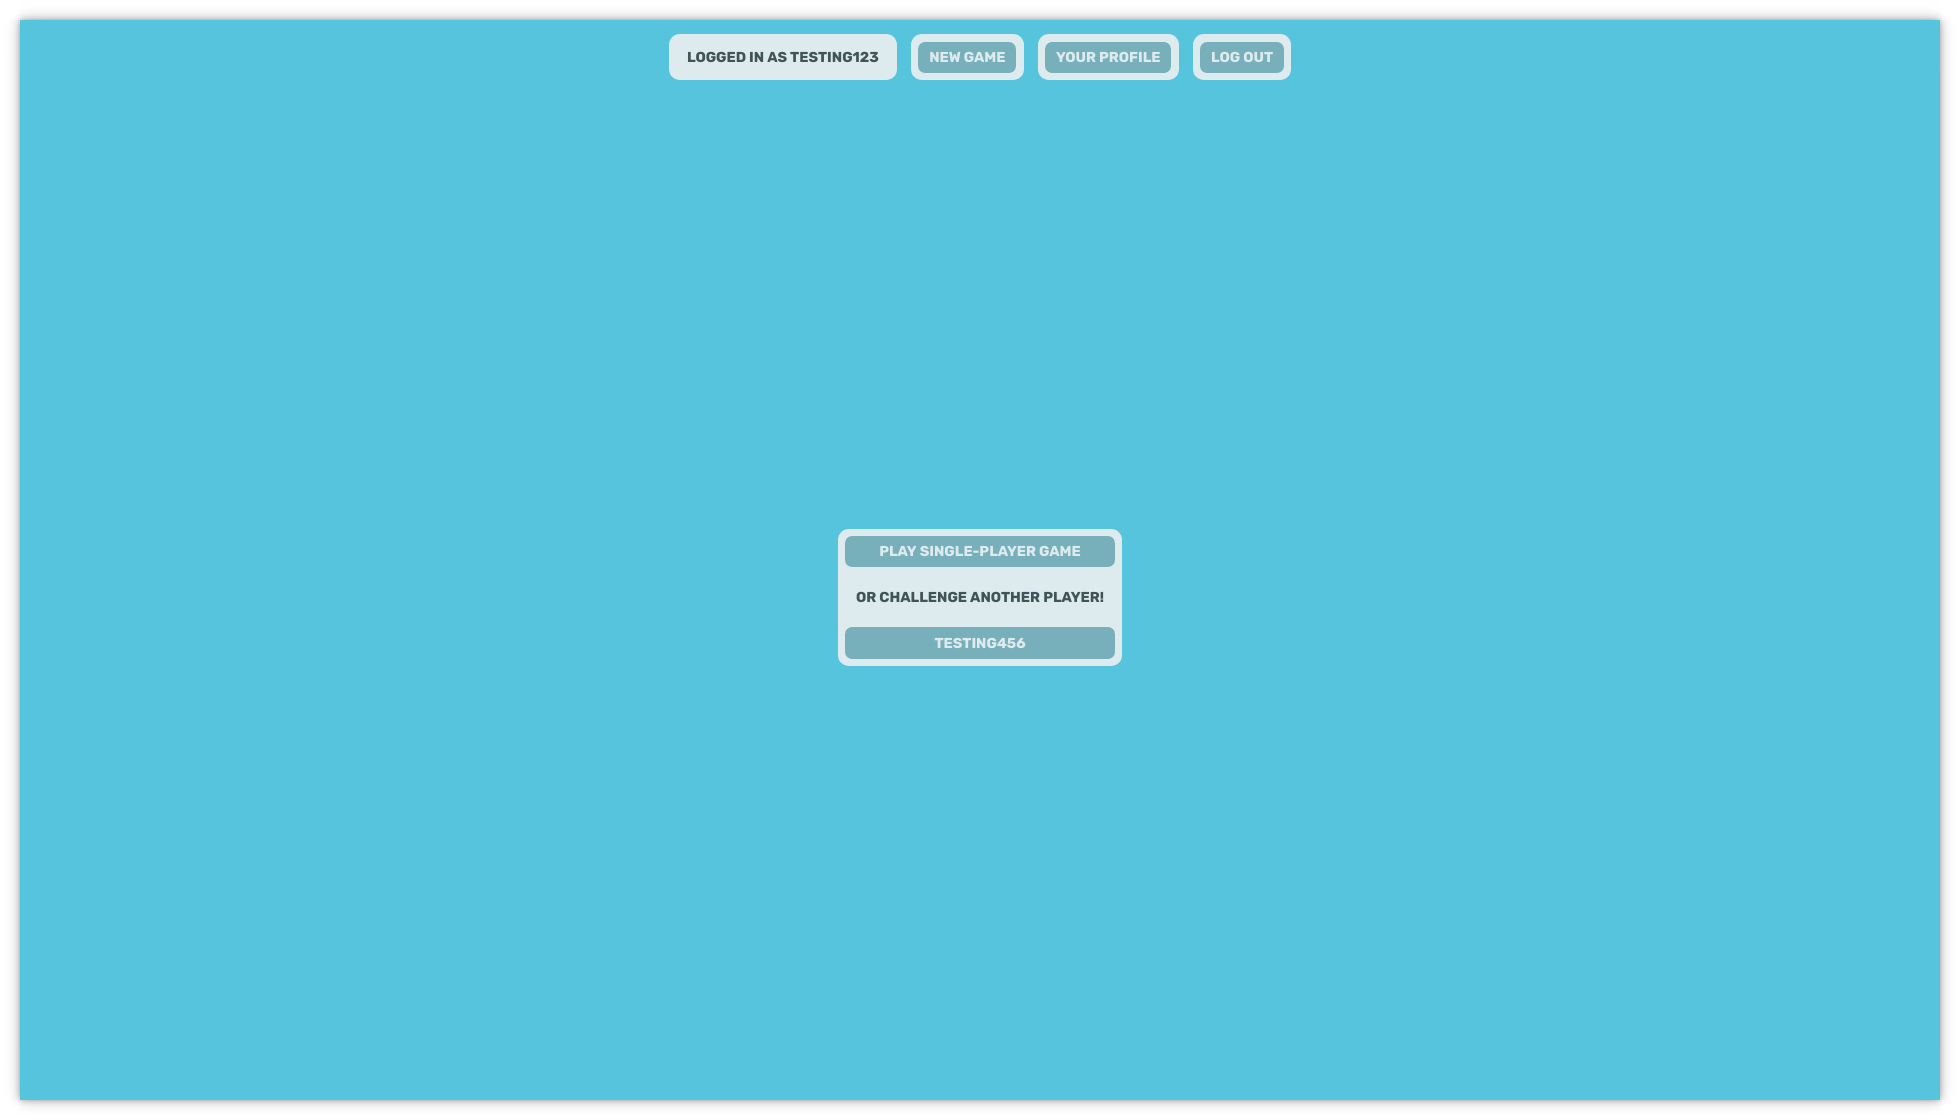 LOGGED IN AS TESTING123 NEW GAME YOUR PROFILE LOG OUT
PLAY SINGLE-PLAYER GAME
OR CHALLENGE ANOTHER PLAYER!
TESTING456